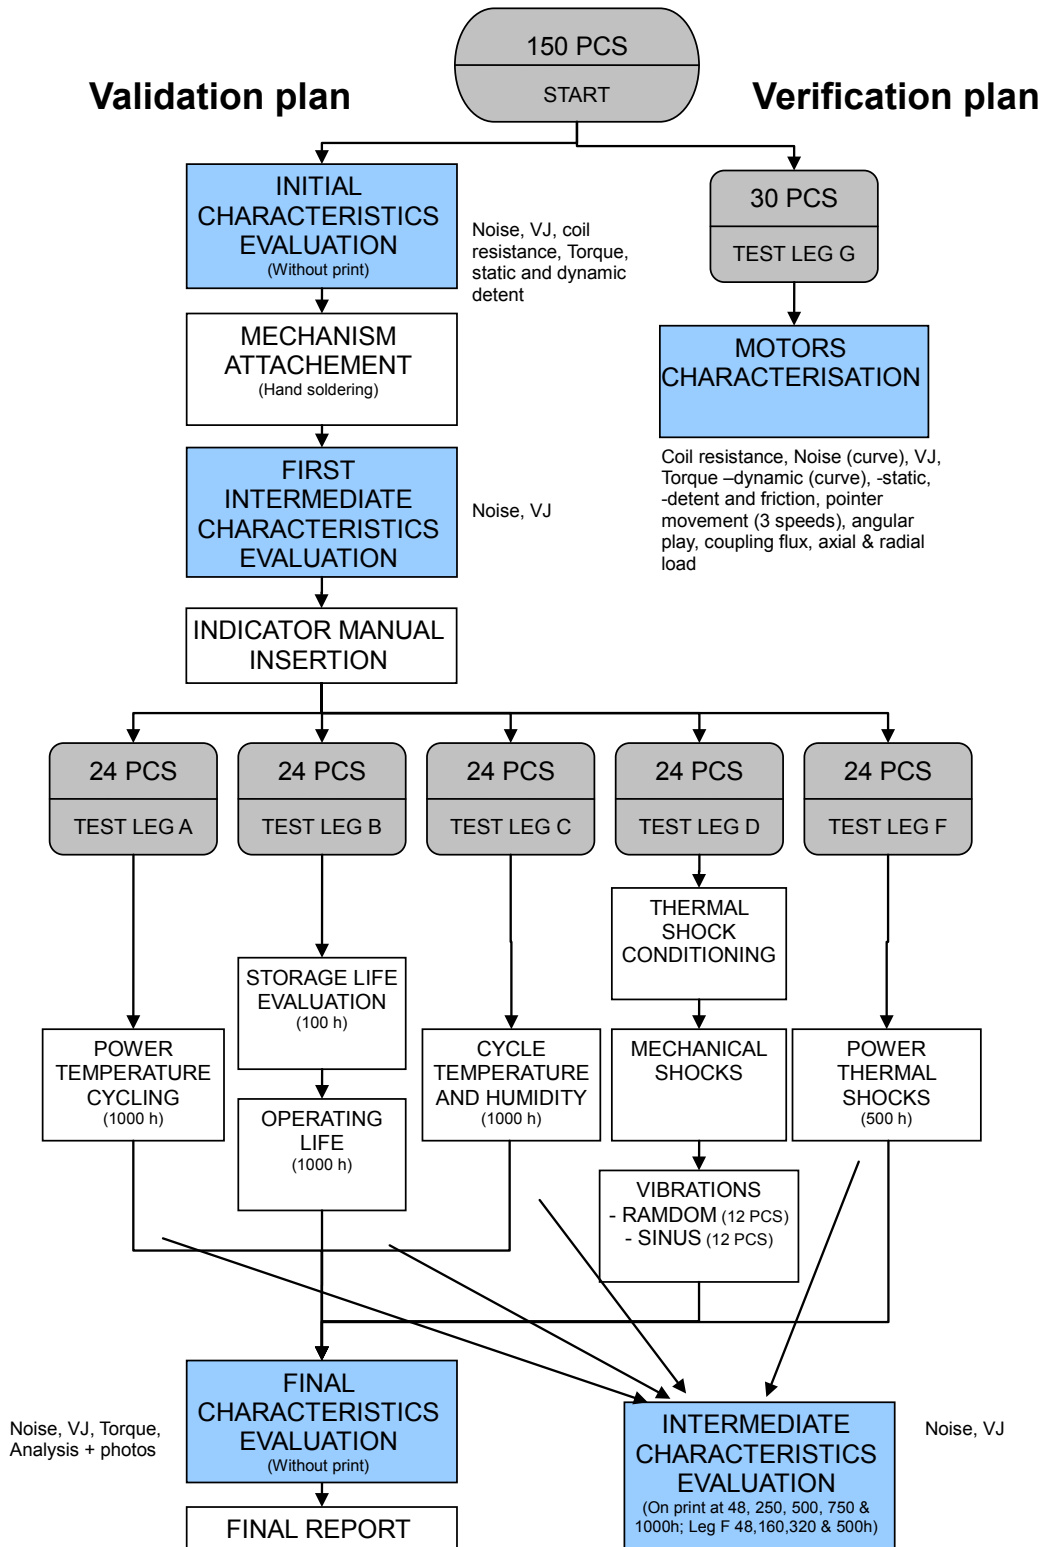 150 PCS
START
Validation plan
Verification plan
INITIAL
CHARACTERISTICS
EVALUATION
(Without print)
Noise, VJ, coil
resistance, Torque,
static and dynamic
detent
30 PCS
TEST LEG G
MECHANISM
ATTACHEMENT
(Hand soldering)
MOTORS
CHARACTERISATION
Coil resistance, Noise (curve), VJ,
Torque –dynamic (curve), -static,
-detent and friction, pointer
movement (3 speeds), angular
play, coupling flux, axial & radial
load
FIRST
INTERMEDIATE
CHARACTERISTICS
EVALUATION
Noise, VJ
INDICATOR MANUAL
INSERTION
24 PCS
TEST LEG A
24 PCS
TEST LEG B
24 PCS
TEST LEG C
24 PCS
TEST LEG D
24 PCS
TEST LEG F
THERMAL
SHOCK
CONDITIONING
STORAGE LIFE
EVALUATION
(100 h)
POWER
TEMPERATURE
CYCLING
(1000 h)
OPERATING
LIFE
(1000 h)
CYCLE
TEMPERATURE
AND HUMIDITY
(1000 h)
MECHANICAL
SHOCKS
POWER
THERMAL
SHOCKS
(500 h)
VIBRATIONS
- RAMDOM (12 PCS)
- SINUS (12 PCS)
FINAL
CHARACTERISTICS
EVALUATION
(Without print)
Noise, VJ, Torque,
Analysis + photos
INTERMEDIATE
CHARACTERISTICS
EVALUATION
(On print at 48, 250, 500, 750 &
1000h; Leg F 48,160,320 & 500h)
Noise, VJ
FINAL REPORT